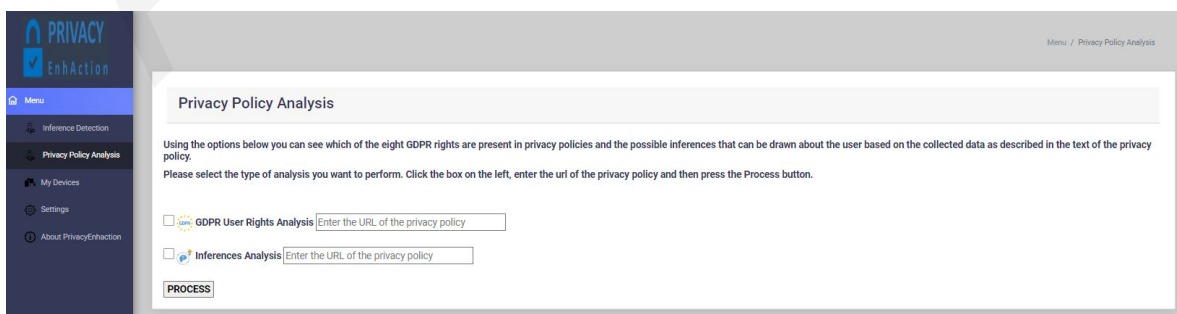 PRIVACY
EnhAction
Menu / Privacy Policy Analysis
Menu
Inference Detection
Privacy Policy Analysis
My Devices
Settings
About PrivacyEnhaction
Privacy Policy Analysis
Using the options below you can see which of the eight GDPR rights are present in privacy policies and the possible inferences that can be drawn about the user based on the collected data as described in the text of the privacy
policy.
Please select the type of analysis you want to perform. Click the box on the left, enter the url of the privacy policy and then press the Process button.
GDPR GDPR User Rights Analysis Enter the URL of the privacy policy
Inferences Analysis Enter the URL of the privacy policy
PROCESS